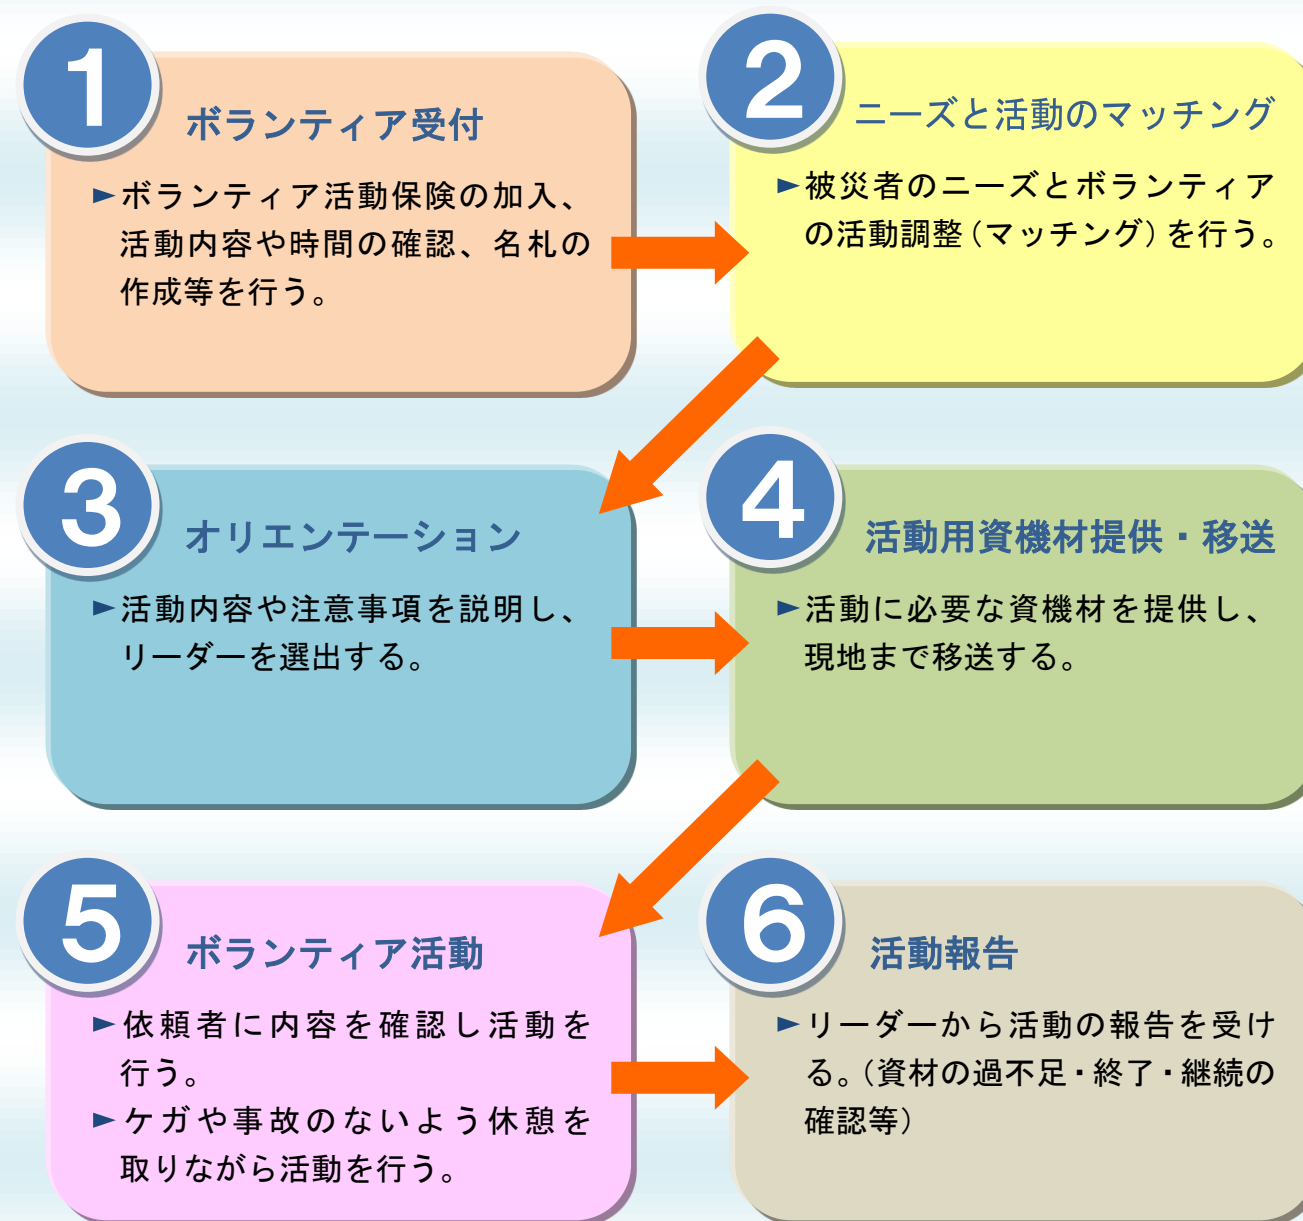 1
ボランティア受付
►ボランティア活動保険の加入、
活動内容や時間の確認、名札の
作成等を行う。
2
ニーズと活動のマッチング
►被災者のニーズとボランティア
の活動調整(マッチング)を行う。
3
オリエンテーション
►活動内容や注意事項を説明し、
リーダーを選出する。
4
活動用資機材提供・移送
►活動に必要な資機材を提供し、
現地まで移送する。
5
ボランティア活動
►依頼者に内容を確認し活動を
行う。
►ケガや事故のないよう休憩を
取りながら活動を行う。
6
活動報告
►リーダーから活動の報告を受け
る。(資材の過不足・終了・継続の
確認等)